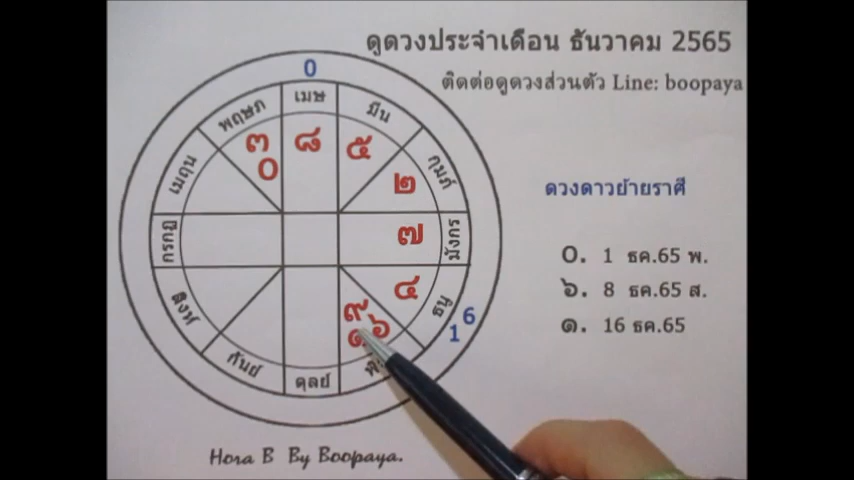 ดูดวงประจำเดือน ธันวาคม 2565
ติดต่อดูดวงส่วนตัว Line: boopaya
0
เมษ
พฤษภ
มีน
๓
๘
๕
๐
เมถุน
กุมภ์
๒
ดวงดาวย้ายราศี
กรกฎ
๗
มังกร
๐. 1 ธค.65 พ.
๖. 8 ธค.65 ส.
๑. 16 ธค.65
สิงห์
๔
ธนู
๙
๖
๑
6
1
กันย์
ตุลย์
Hora B By Boopaya.